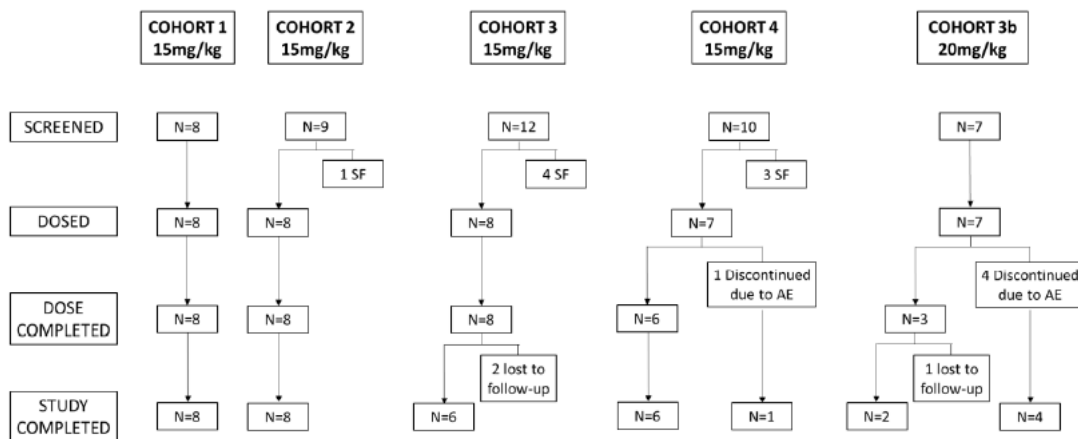 COHORT 1
15mg/kg
COHORT 2
15mg/kg
COHORT 3
15mg/kg
COHORT 4
15mg/kg
COHORT 3b
20mg/kg
SCREENED
N=8
N=9
N=12
N=10
N=7
1 SF
4 SF
3 SF
DOSED
N=8
N=8
N=8
N=7
N=7
1 Discontinued
due to AE
4 Discontinued
due to AE
DOSE
COMPLETED
N=8
N=8
N=8
N=6
N=3
2 lost to
follow-up
1 lost to
follow-up
STUDY
COMPLETED
N=8
N=8
N=6
N=6
N=1
N=2
N=4